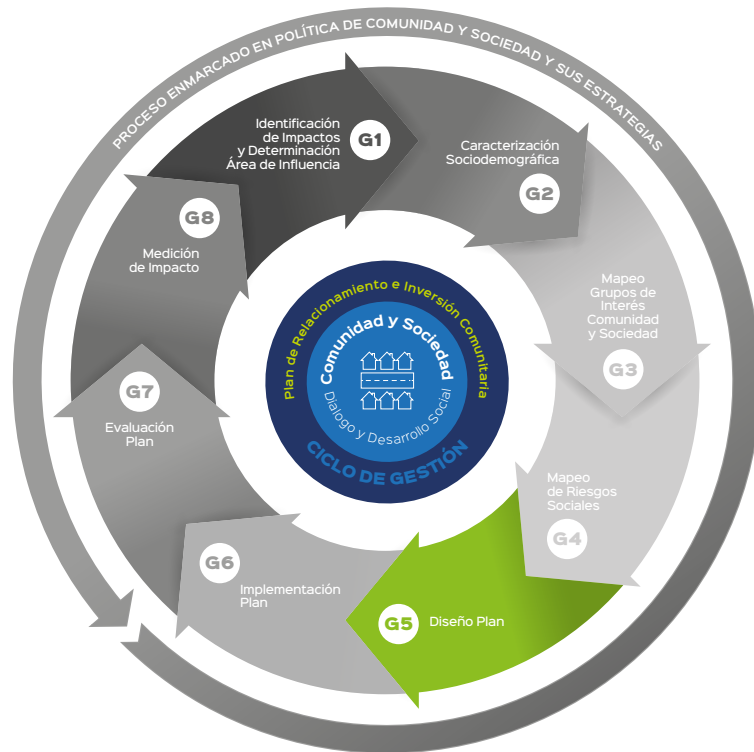 PROCESO ENMARCADO EN POLÍTICA DE COMUNIDAD Y SOCIEDAD Y SUS ESTRATEGIAS
Identificación
de Impactos
y Determinación
Área de Influencia
G1
Caracterización
Sociodemográfica
G2
Mapeo
Grupos de
Interés
Comunidad
y Sociedad
G3
Mapeo
de Riesgos
Sociales
G4
G5
Diseño Plan
G6
Implementación
Plan
G7
Evaluación
Plan
G8
Medición
de Impacto
Plan de Relacionamiento e Inversión Comunitaria
Comunidad y Sociedad
Dialogo y Desarrollo Social
CICLO DE GESTIÓN